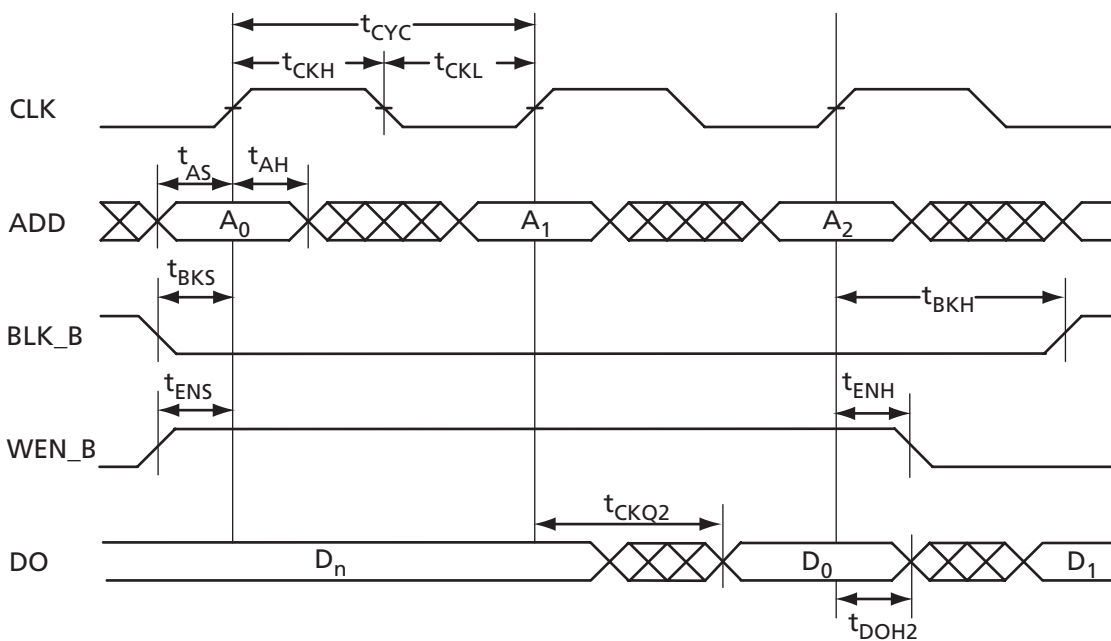 tCYC
tCKH tCKL
CLK
tAS tAH
ADD A0 A1 A2
tBKS tBKH
BLK_B
tENS tENH
WEN_B
tCKQ2
DO Dn D0 D1
tDOH2